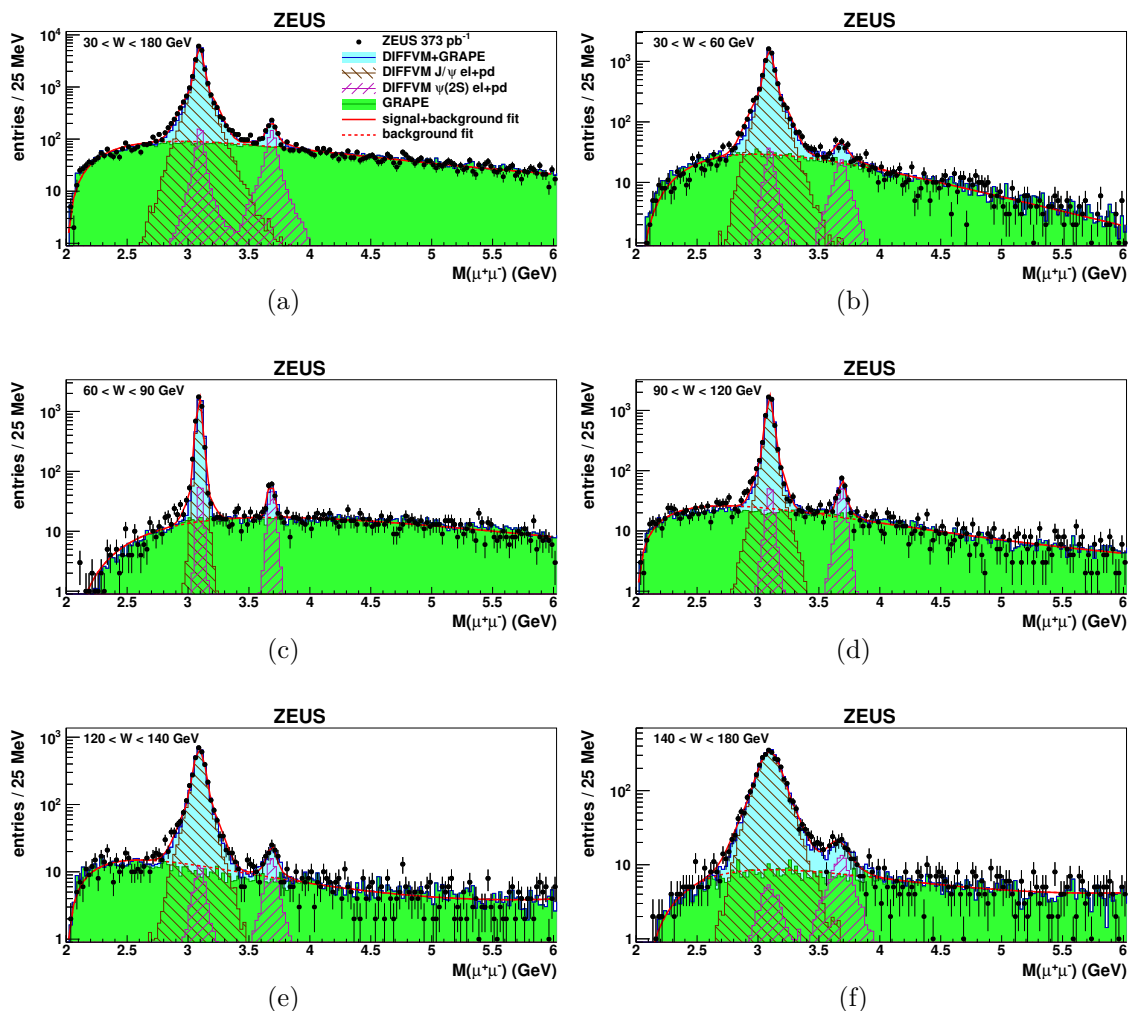 ZEUS
entries / 25 MeV
10⁴
10³
10²
10
1
30 < W < 180 GeV
ZEUS 373 pb⁻¹
DIFFVM+GRAPE
DIFFVM J/ψ el+pd
DIFFVM ψ(2S) el+pd
GRAPE
signal+background fit
background fit
2 2.5 3 3.5 4 4.5 5 5.5 6
M(μ⁺μ⁻) (GeV)
(a)
ZEUS
entries / 25 MeV
10³
10²
10
1
30 < W < 60 GeV
2 2.5 3 3.5 4 4.5 5 5.5 6
M(μ⁺μ⁻) (GeV)
(b)
ZEUS
entries / 25 MeV
10³
10²
10
1
60 < W < 90 GeV
2 2.5 3 3.5 4 4.5 5 5.5 6
M(μ⁺μ⁻) (GeV)
(c)
ZEUS
entries / 25 MeV
10³
10²
10
1
90 < W < 120 GeV
2 2.5 3 3.5 4 4.5 5 5.5 6
M(μ⁺μ⁻) (GeV)
(d)
ZEUS
entries / 25 MeV
10³
10²
10
1
120 < W < 140 GeV
2 2.5 3 3.5 4 4.5 5 5.5 6
M(μ⁺μ⁻) (GeV)
(e)
ZEUS
entries / 25 MeV
10²
10
1
140 < W < 180 GeV
2 2.5 3 3.5 4 4.5 5 5.5 6
M(μ⁺μ⁻) (GeV)
(f)